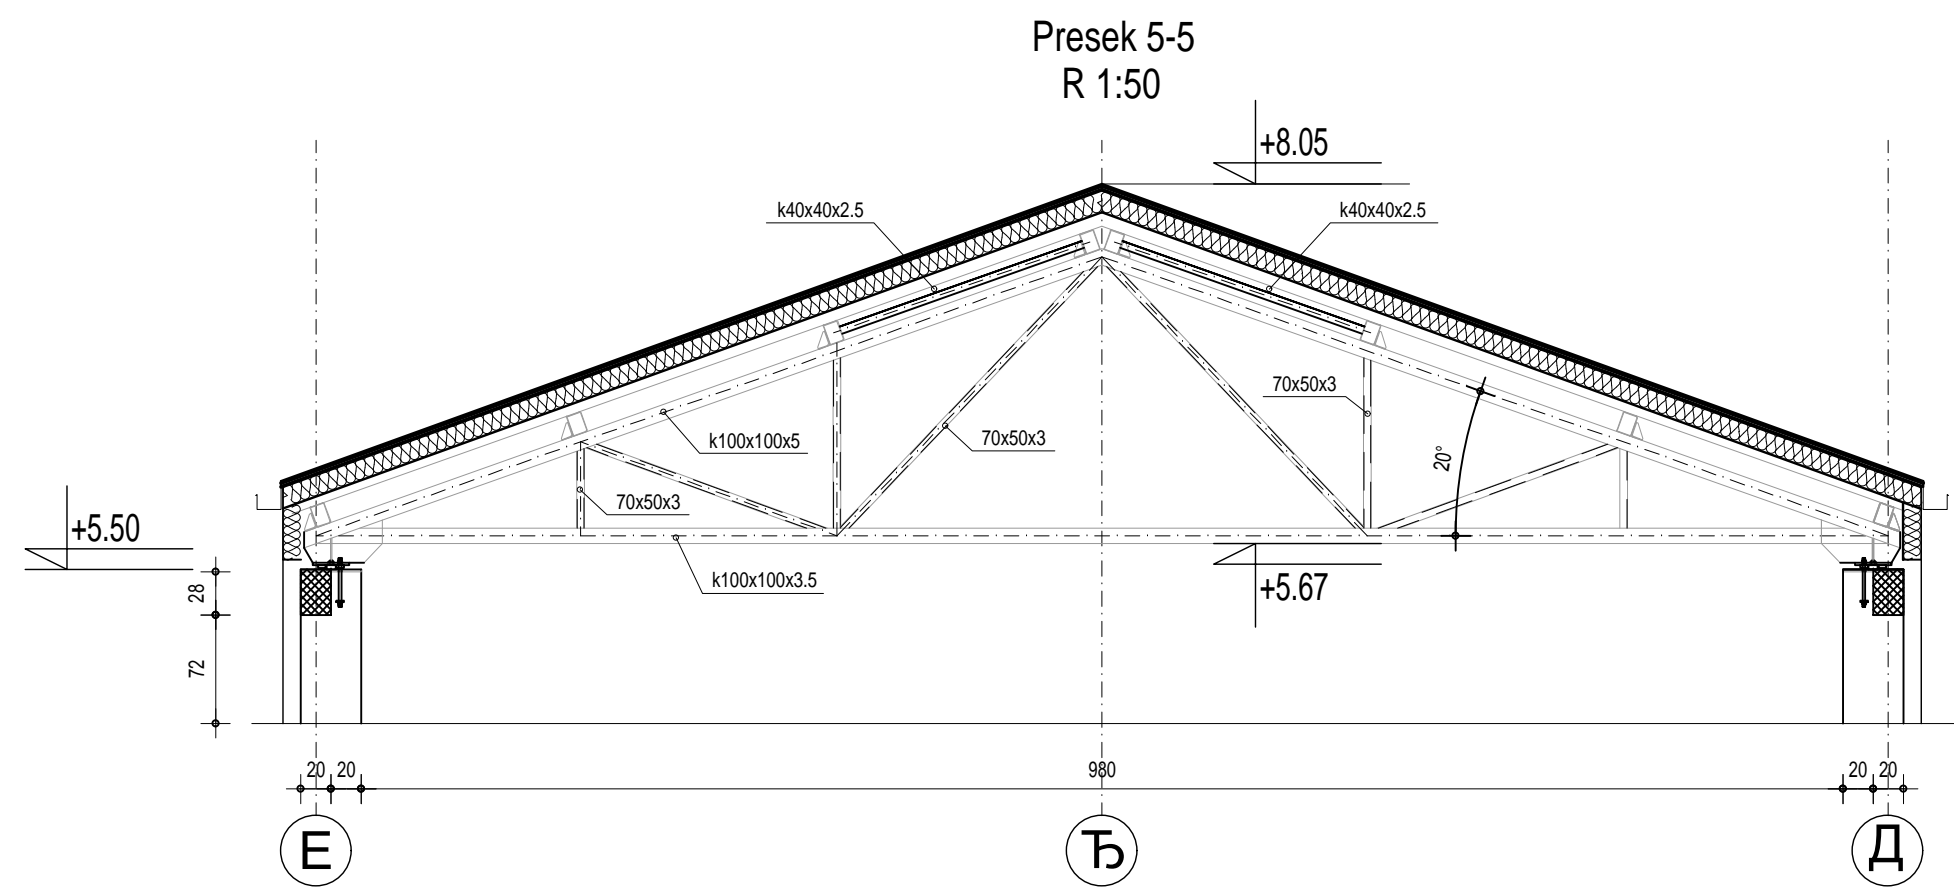 Presek 5-5
R 1:50
+8.05
k40x40x2.5
k40x40x2.5
70x50x3
k100x100x5
70x50x3
20°
70x50x3
+5.50
k100x100x3.5
+5.67
28
72
20 20
980
20 20
Е
Ђ
Д